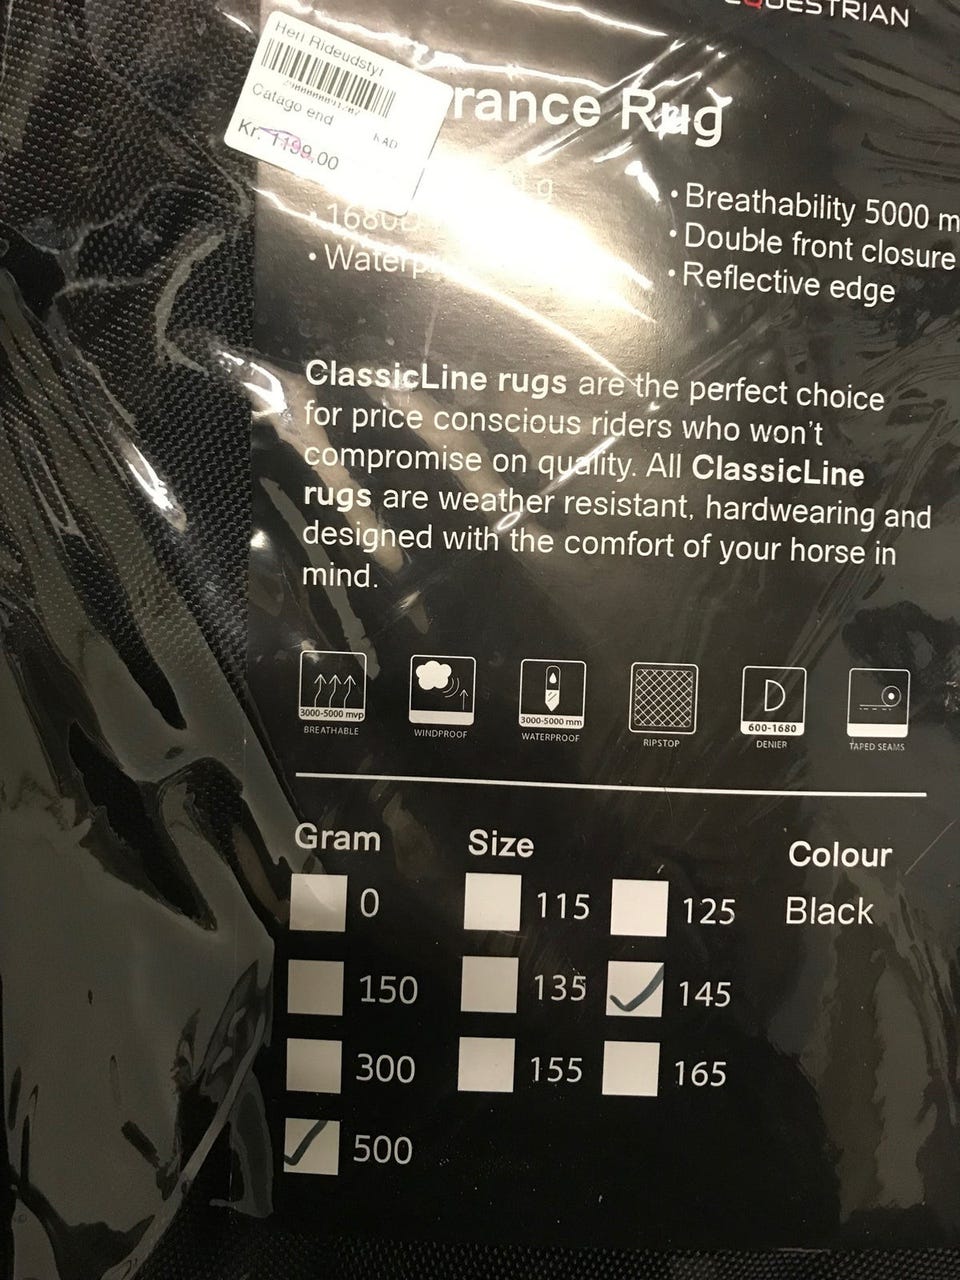 EQUESTRIAN
Heri Rideudstyr
Catago end
KAD
Kr. 1199,00
rance Rug
• 1680D
• Waterp
• Breathability 5000 m
• Double front closure
• Reflective edge
ClassicLine rugs are the perfect choice
for price conscious riders who won't
compromise on quality. All ClassicLine
rugs are weather resistant, hardwearing and
designed with the comfort of your horse in
mind.
3000-5000 mvp
BREATHABLE
WINDPROOF
3000-5000 mm
WATERPROOF
RIPSTOP
D
600-1680
DENIER
TAPED SEAMS
Gram Size Colour
0 115 125 Black
150 135 145
300 155 165
500